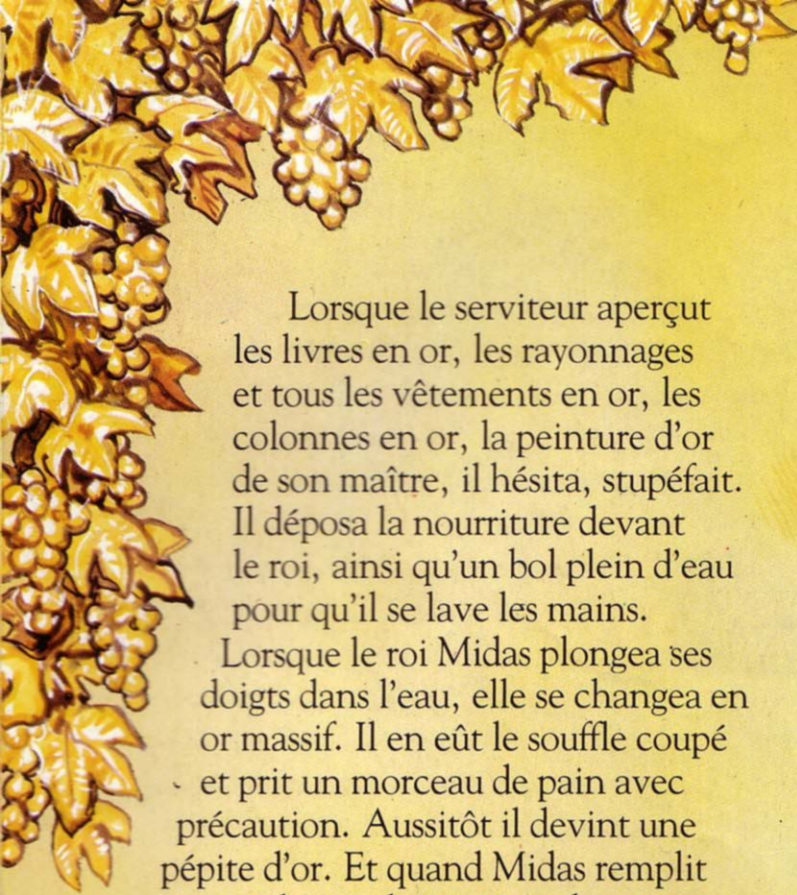 Lorsque le serviteur aperçut
les livres en or, les rayonnages
et tous les vêtements en or, les
colonnes en or, la peinture d'or
de son maître, il hésita, stupéfait.
Il déposa la nourriture devant
le roi, ainsi qu'un bol plein d'eau
pour qu'il se lave les mains.
Lorsque le roi Midas plongea ses
doigts dans l'eau, elle se changea en
or massif. Il en eût le souffle coupé
et prit un morceau de pain avec
précaution. Aussitôt il devint une
pépite d'or. Et quand Midas remplit